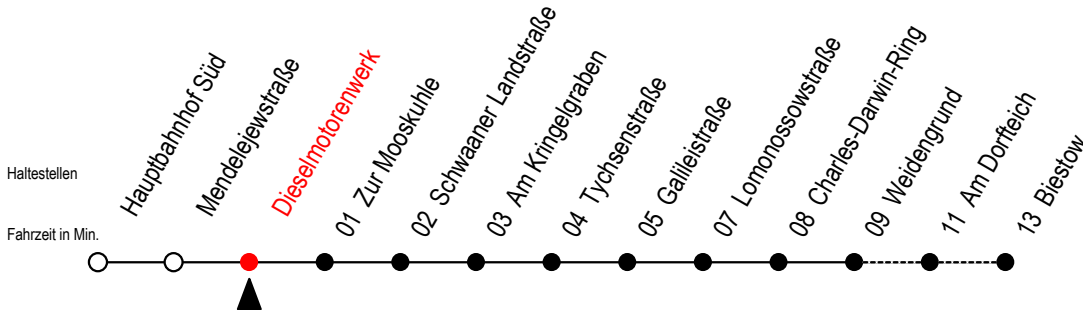 Haltestellen
Fahrzeit in Min.
Hauptbahnhof Süd
Mendelejewstraße
Dieselmotorenwerk
01 Zur Mooskuhle
02 Schwaaner Landstraße
03 Am Kringelgraben
04 Tychsenstraße
05 Galileistraße
07 Lomonossowstraße
08 Charles-Darwin-Ring
09 Weidengrund
11 Am Dorfteich
13 Biestow